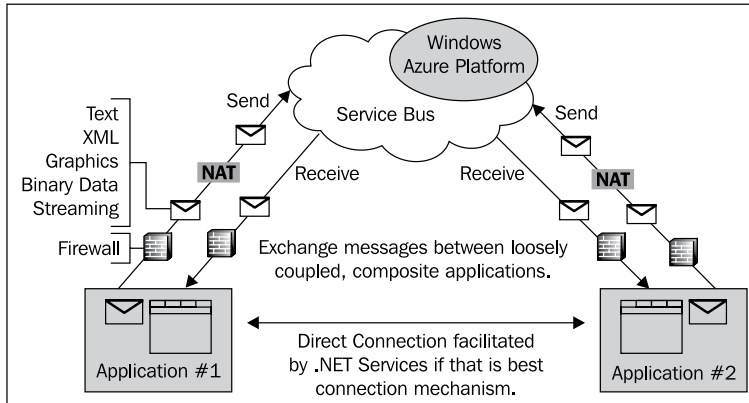 Windows
Azure Platform
Service Bus
Send
Send
Text
XML
Graphics
Binary Data
Streaming
NAT
NAT
Receive
Receive
Firewall
Exchange messages between loosely
coupled, composite applications.
Direct Connection facilitated
by .NET Services if that is best
connection mechanism.
Application #1
Application #2